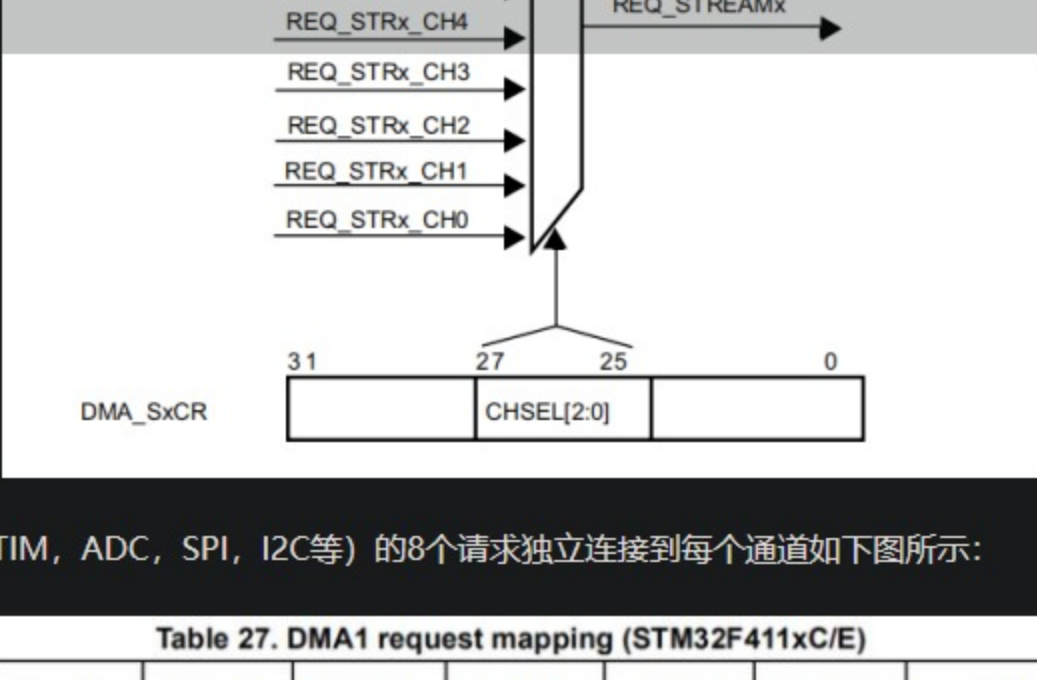 REQ_STREAMx
REQ_STRx_CH4
REQ_STRx_CH3
REQ_STRx_CH2
REQ_STRx_CH1
REQ_STRx_CH0
31 27 25 0
DMA_SxCR CHSEL[2:0]
TIM，ADC，SPI，I2C等）的8个请求独立连接到每个通道如下图所示：
Table 27. DMA1 request mapping (STM32F411xC/E)